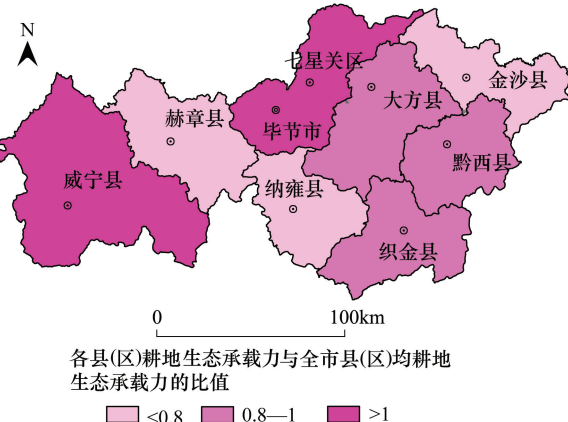 N
七星关区
金沙县
大方县
赫章县
毕节市
黔西县
威宁县
纳雍县
织金县
0 100km
各县(区)耕地生态承载力与全市县(区)均耕地
生态承载力的比值
<0.8 0.8—1 >1